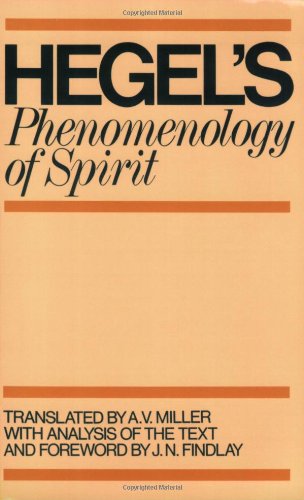 HEGEL'S
Phenomenology
of Spirit
TRANSLATED BY A.V. MILLER
WITH ANALYSIS OF THE TEXT
AND FOREWORD BY J. N. FINDLAY